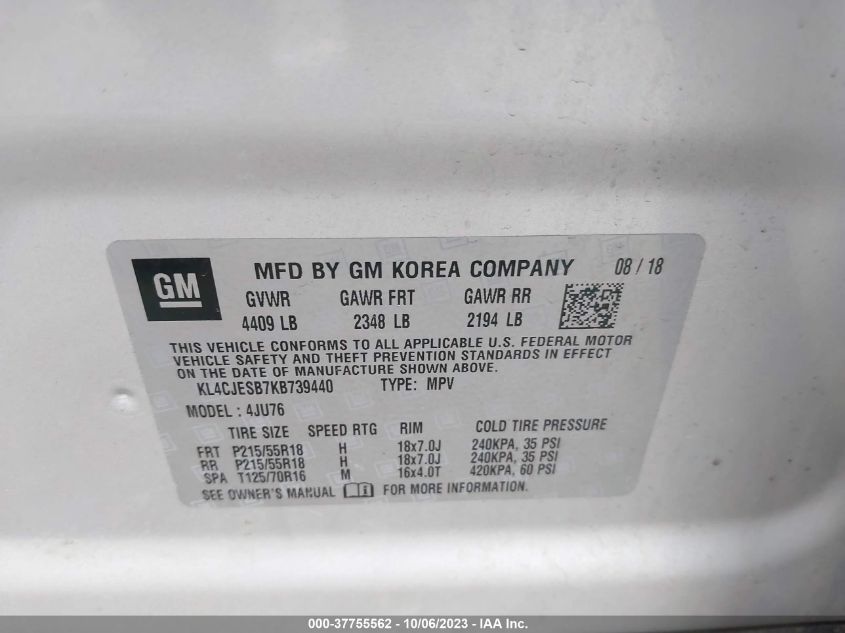 GM
MFD BY GM KOREA COMPANY 08 / 18
GVWR GAWR FRT GAWR RR
4409 LB 2348 LB 2194 LB
THIS VEHICLE CONFORMS TO ALL APPLICABLE U.S. FEDERAL MOTOR
VEHICLE SAFETY AND THEFT PREVENTION STANDARDS IN EFFECT
ON THE DATE OF MANUFACTURE SHOWN ABOVE.
KL4CJESB7KB739440 TYPE: MPV
MODEL : 4JU76
TIRE SIZE SPEED RTG RIM COLD TIRE PRESSURE
FRT P215/55R18 H 18x7.0J 240KPA, 35 PSI
RR P215/55R18 H 18x7.0J 240KPA, 35 PSI
SPA T125/70R16 M 16x4.0T 420KPA, 60 PSI
SEE OWNER'S MANUAL FOR MORE INFORMATION.
000-37755562 - 10/06/2023 - IAA Inc.